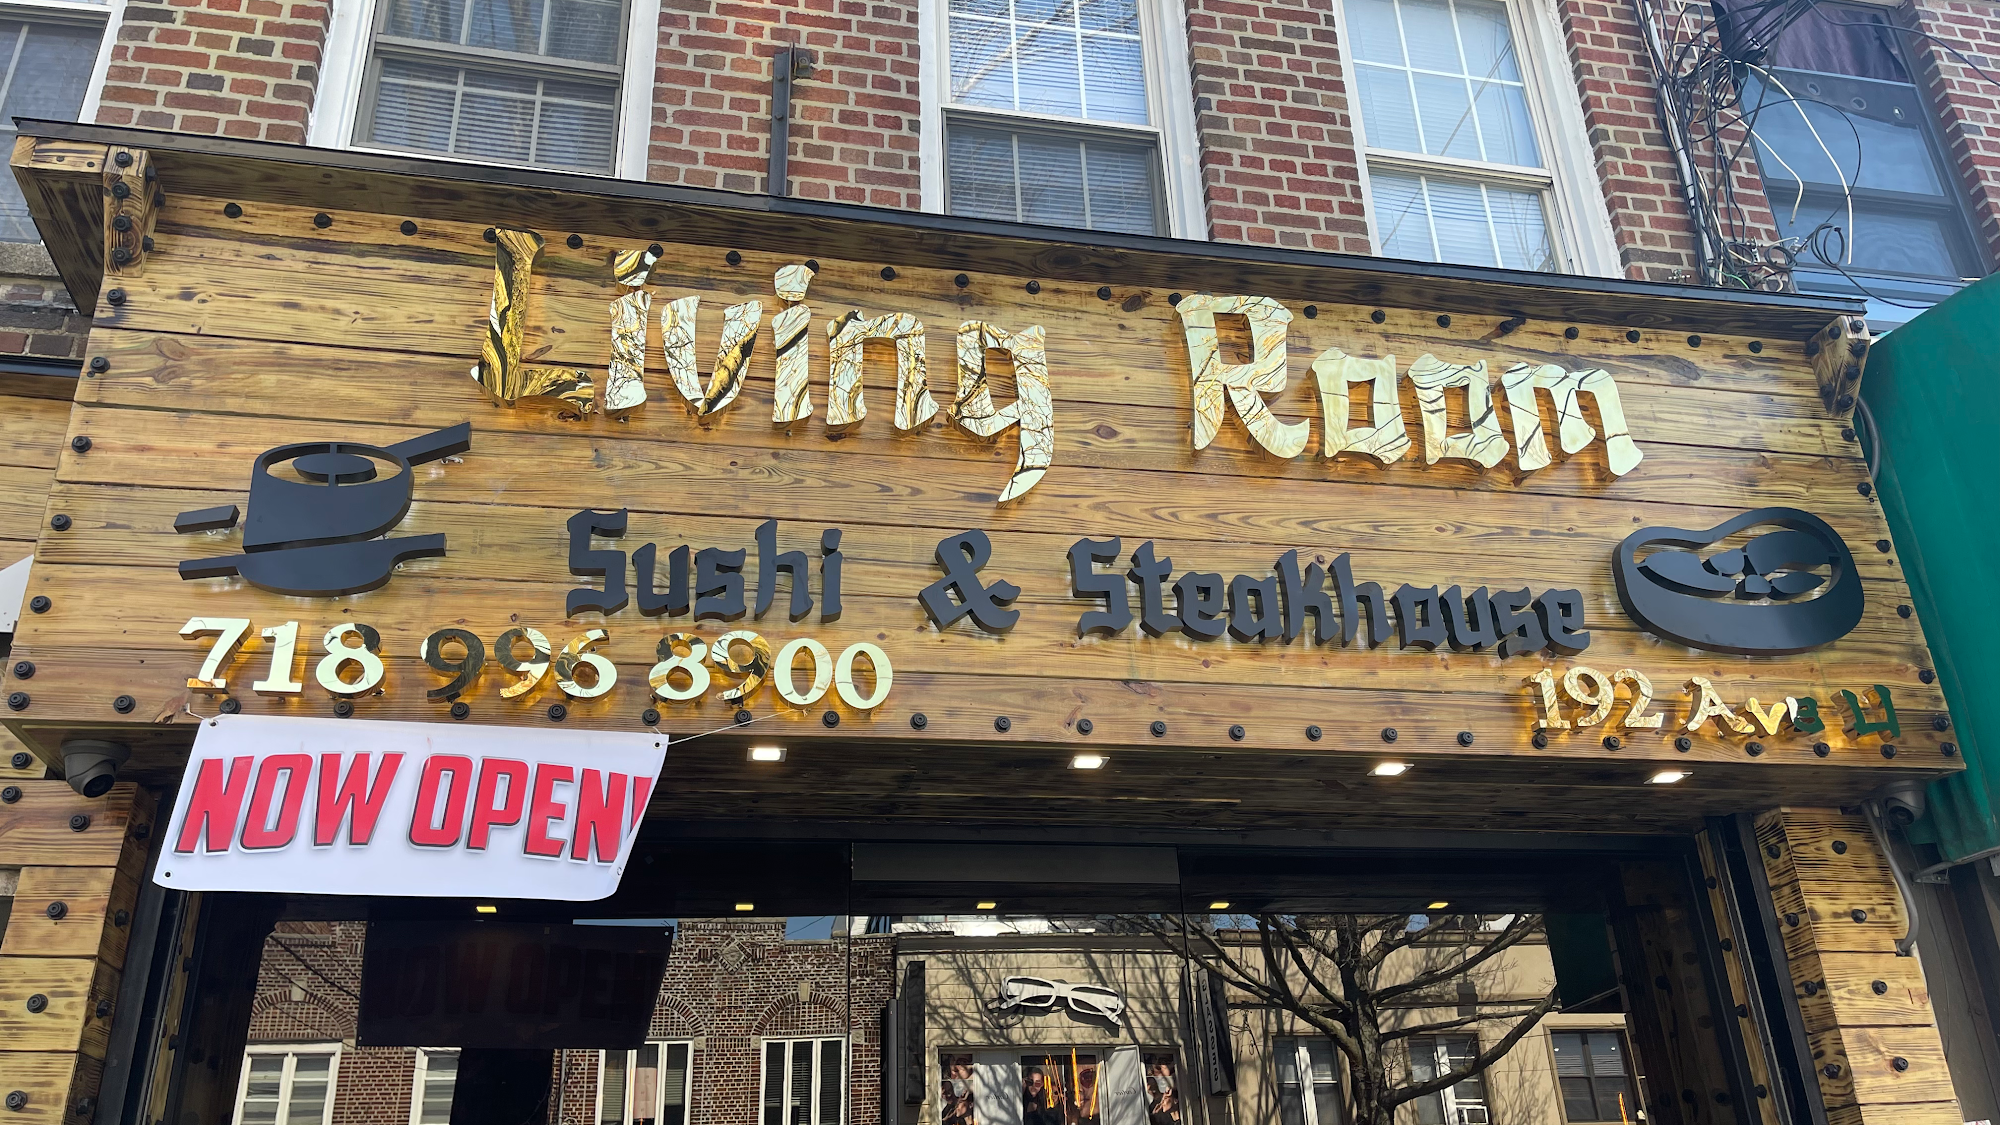 Living Room
Sushi & Steakhouse
718 996 8900
192 Ave U
NOW OPEN!